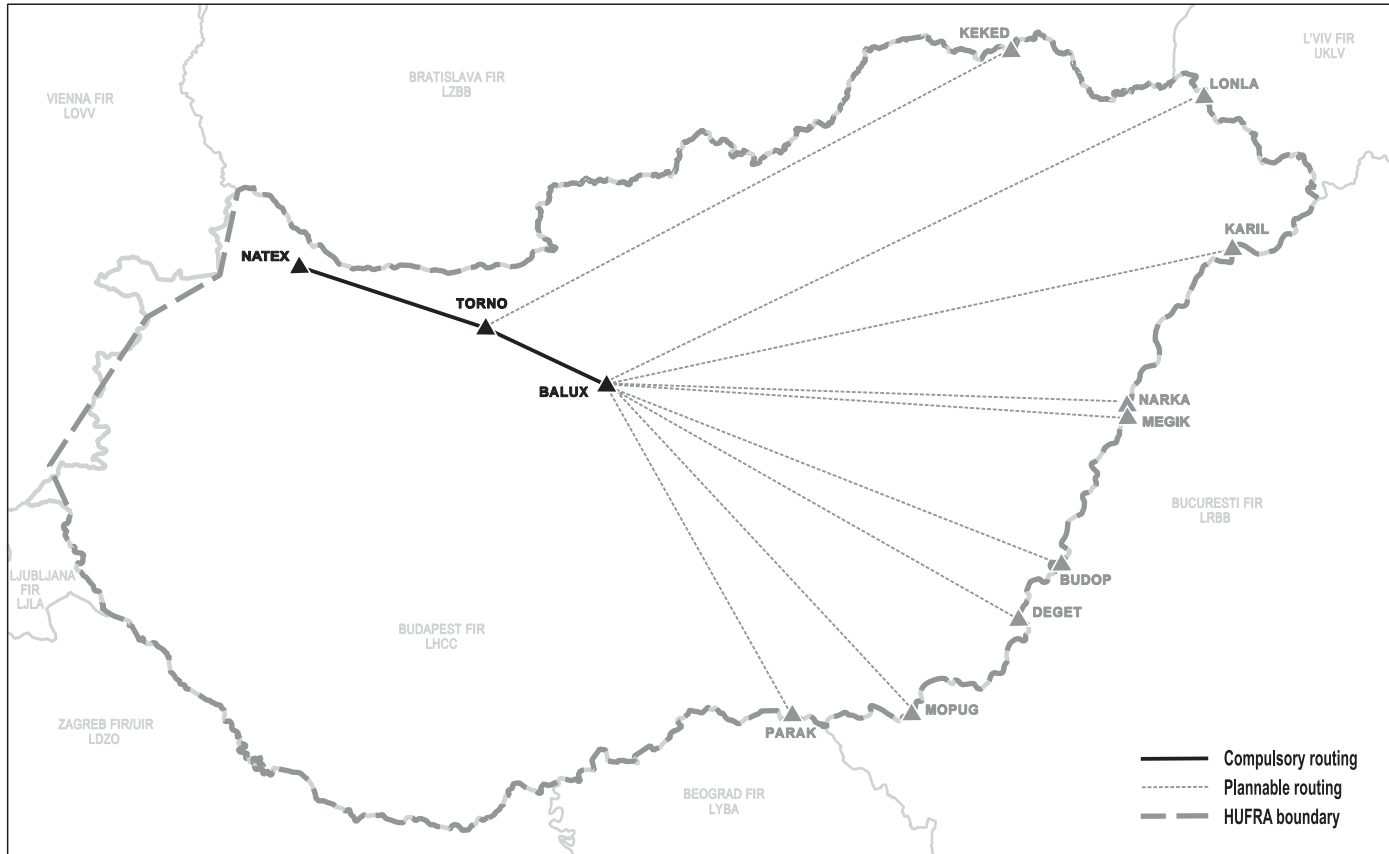 KEKED
L'VIV FIR
UKLV
BRATISLAVA FIR
LZBB
LONLA
VIENNA FIR
LOVV
KARIL
NATEX
TORNO
BALUX
NARKA
MEGIK
BUCURESTI FIR
LRBB
LJUBLJANA
FIR
LJLA
BUDOP
DEGET
BUDAPEST FIR
LHCC
MOPUG
ZAGREB FIR/UIR
LDZO
PARAK
BEOGRAD FIR
LYBA
Compulsory routing
Plannable routing
HUFRA boundary